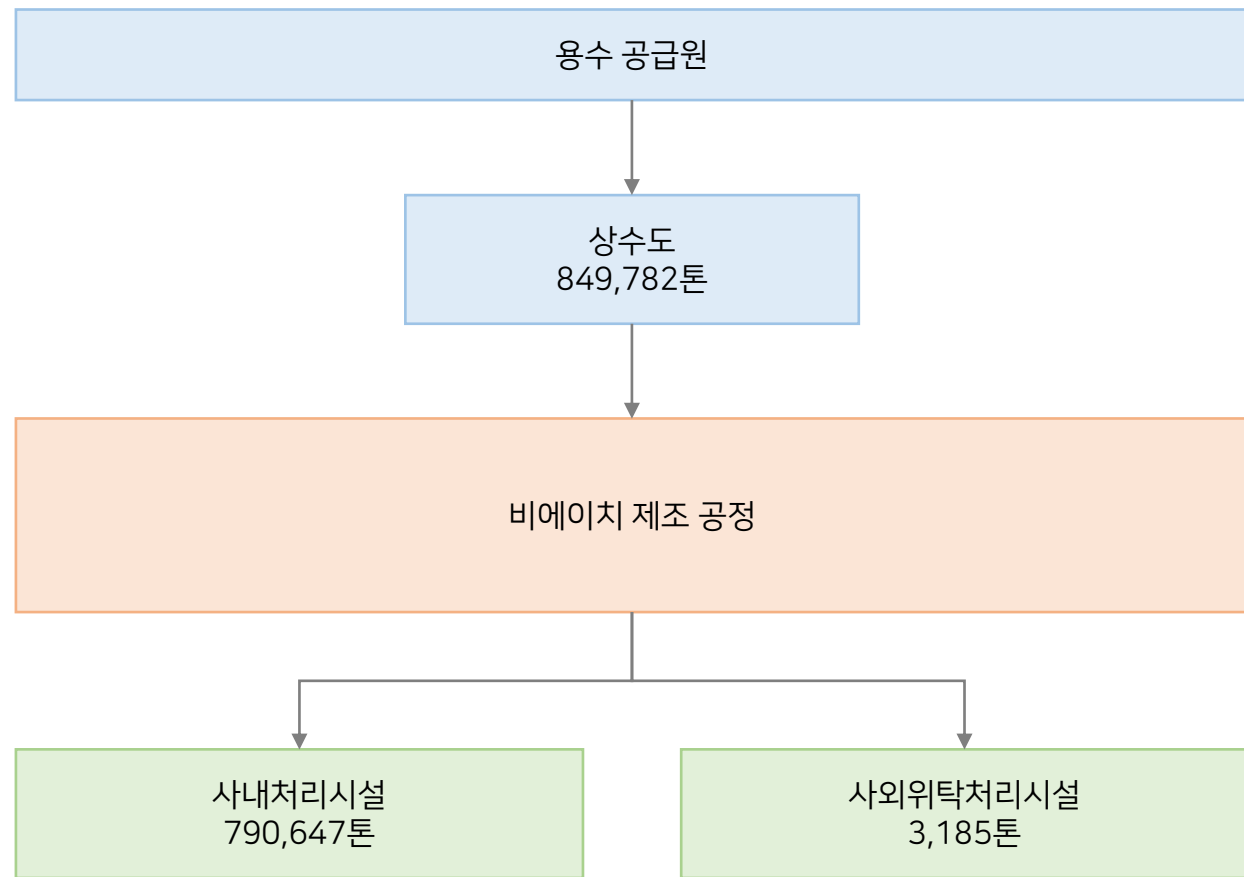 용수 공급원
상수도
849,782톤
비에이치 제조 공정
사내처리시설
790,647톤
사외위탁처리시설
3,185톤